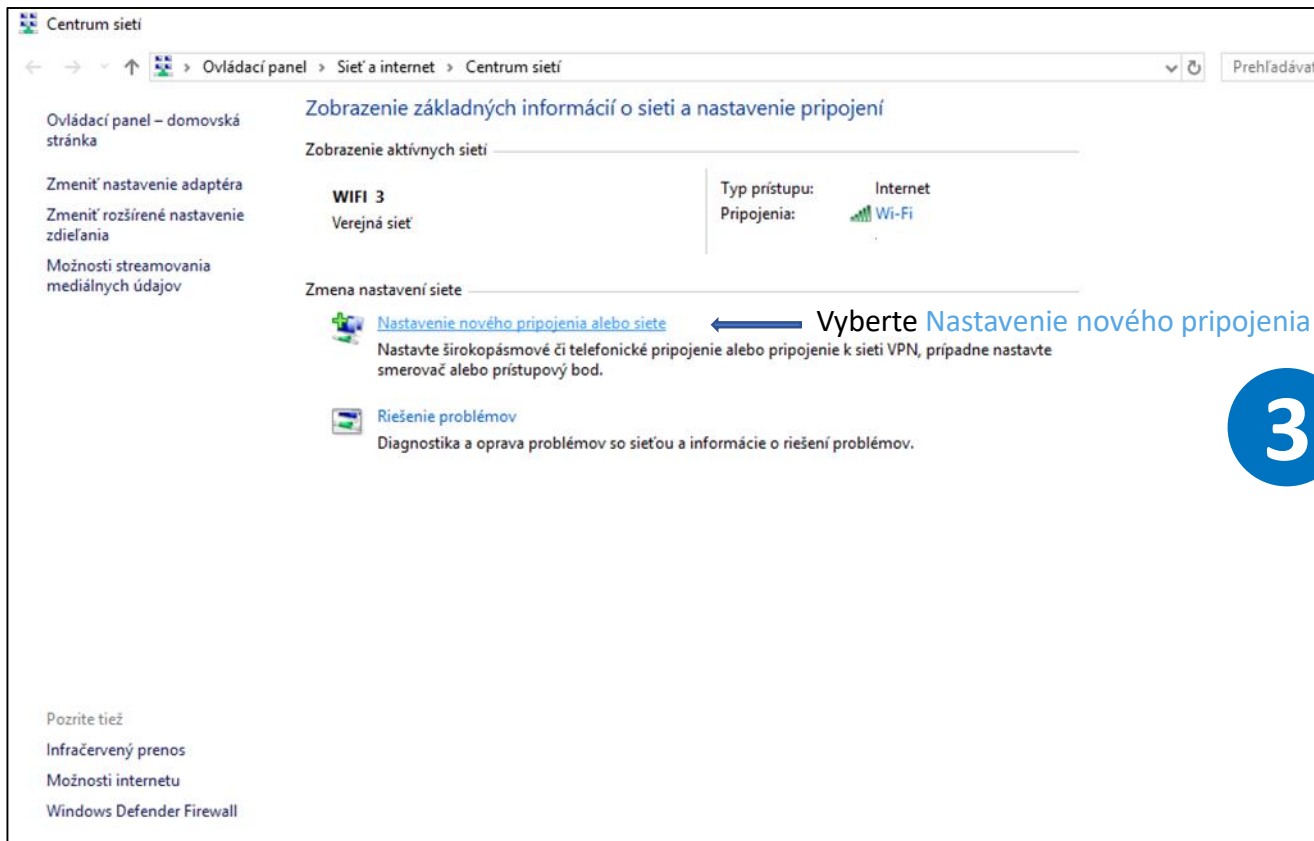 Centrum sietí
Ovládací panel › Sieť a internet › Centrum sietí
Prehľadávať
Ovládací panel – domovská
stránka
Zmeniť nastavenie adaptéra
Zmeniť rozšírené nastavenie
zdieľania
Možnosti streamovania
mediálnych údajov
Zobrazenie základných informácií o sieti a nastavenie pripojení
Zobrazenie aktívnych sietí
WIFI 3
Verejná sieť
Typ prístupu: Internet
Pripojenia: Wi-Fi
Zmena nastavení siete
Nastavenie nového pripojenia alebo siete
Vyberte Nastavenie nového pripojenia
Nastavte širokopásmové či telefonické pripojenie alebo pripojenie k sieti VPN, prípadne nastavte
smerovač alebo prístupový bod.
Riešenie problémov
Diagnostika a oprava problémov so sieťou a informácie o riešení problémov.
3
Pozrite tiež
Infračervený prenos
Možnosti internetu
Windows Defender Firewall